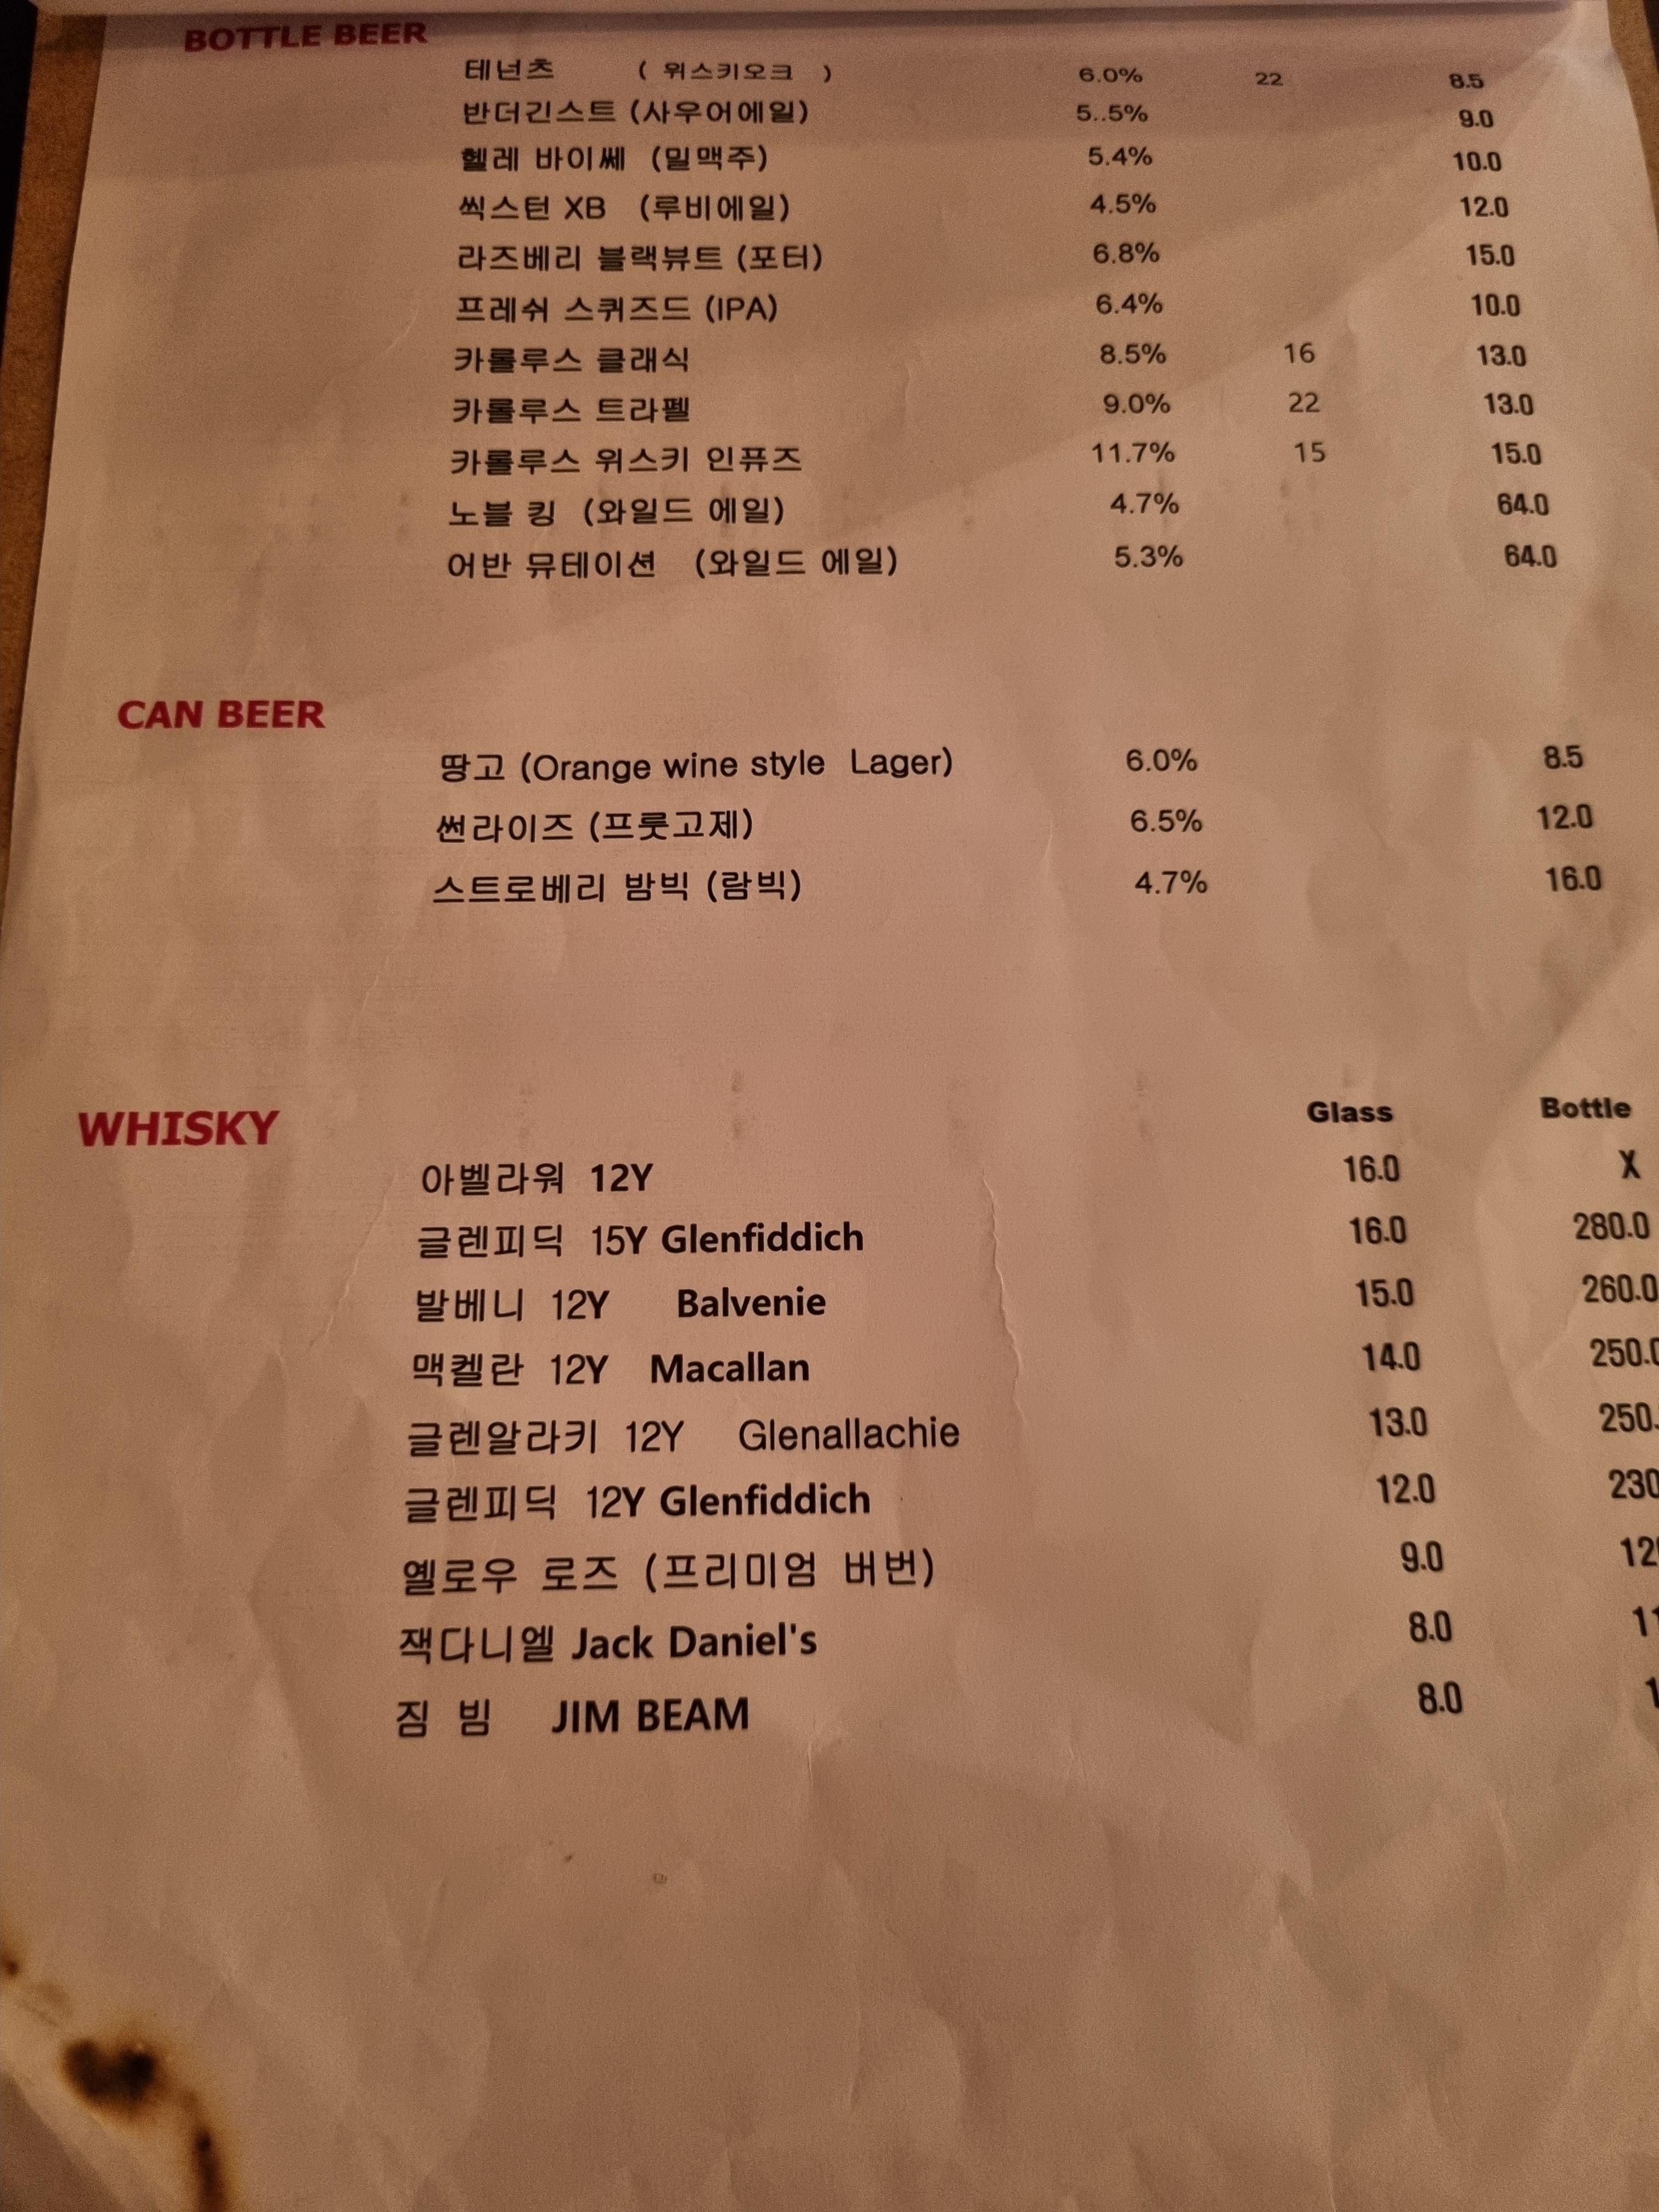 BOTTLE BEER
테넌츠 ( 위스키오크 ) 6.0% 22 8.5
반더긴스트 (사우어에일) 5..5% 9.0
헬레 바이쎄 (밀맥주) 5.4% 10.0
씩스턴 XB (루비에일) 4.5% 12.0
라즈베리 블랙뷰트 (포터) 6.8% 15.0
프레쉬 스퀴즈드 (IPA) 6.4% 10.0
카롤루스 클래식 8.5% 16 13.0
카롤루스 트라펠 9.0% 22 13.0
카롤루스 위스키 인퓨즈 11.7% 15 15.0
노블 킹 (와일드 에일) 4.7% 64.0
어반 뮤테이션 (와일드 에일) 5.3% 64.0
CAN BEER
땅고 (Orange wine style Lager) 6.0% 8.5
썬라이즈 (프룻고제) 6.5% 12.0
스트로베리 밤빅 (람빅) 4.7% 16.0
WHISKY Glass Bottle
아벨라워 12Y 16.0 X
글렌피딕 15Y Glenfiddich 16.0 280.0
발베니 12Y Balvenie 15.0 260.0
맥켈란 12Y Macallan 14.0 250.0
글렌알라키 12Y Glenallachie 13.0 250.
글렌피딕 12Y Glenfiddich 12.0 230
옐로우 로즈 (프리미엄 버번) 9.0
잭다니엘 Jack Daniel's 8.0
짐 빔 JIM BEAM 8.0